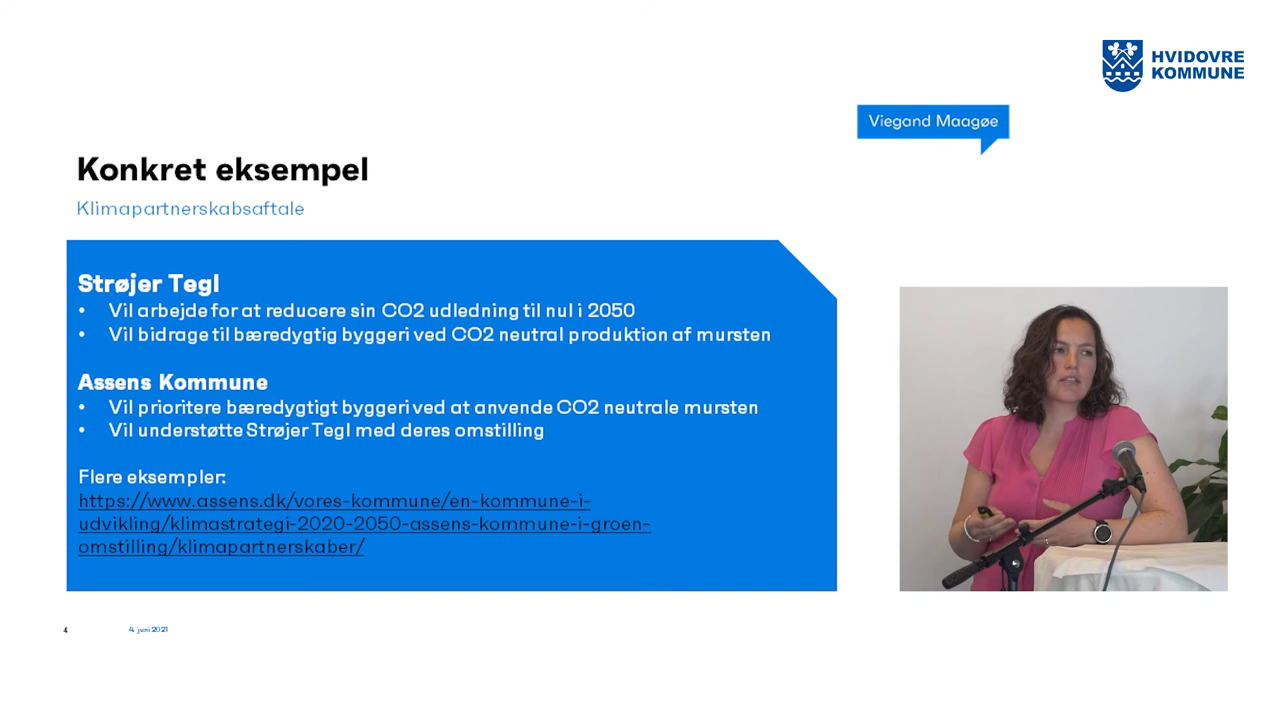 HVIDOVRE
KOMMUNE
Viegand Maagøe
Konkret eksempel
Klimapartnerskabsaftale
Strøjer Tegl
• Vil arbejde for at reducere sin CO2 udledning til nul i 2050
• Vil bidrage til bæredygtig byggeri ved CO2 neutral produktion af mursten
Assens Kommune
• Vil prioritere bæredygtigt byggeri ved at anvende CO2 neutrale mursten
• Vil understøtte Strøjer Tegl med deres omstilling
Flere eksempler:
https://www.assens.dk/vores-kommune/en-kommune-i-
udvikling/klimastrategi-2020-2050-assens-kommune-i-groen-
omstilling/klimapartnerskaber/
4 4. juni 2021